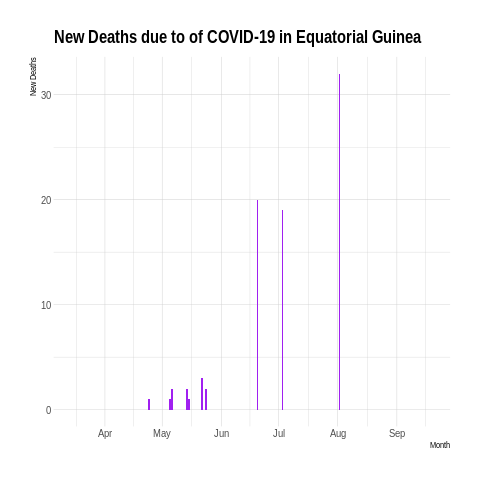 New Deaths due to of COVID-19 in Equatorial Guinea
New Deaths
30
20
10
0
Apr May Jun Jul Aug Sep
Month